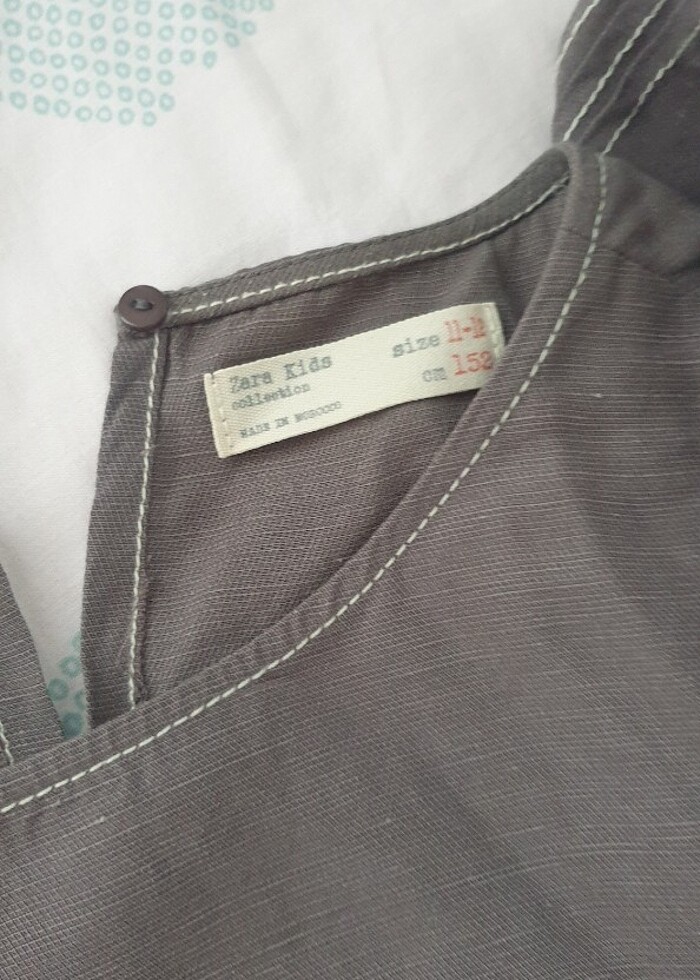 Zara Kids
collection
MADE IN MOROCCO
size 11-12
cm 152